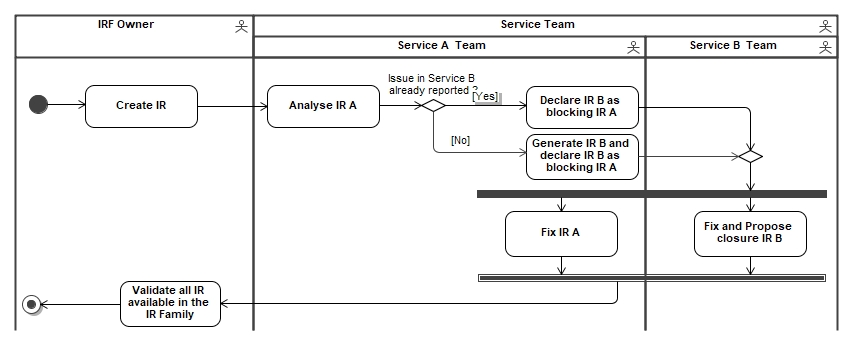 IRF Owner
Service Team
Service A  Team
Service B  Team
Issue in Service B
already reported ?
[Yes]
Create IR
Analyse IR A
Declare IR B as
blocking IR A
[No]
Generate IR B and
declare IR B as
blocking IR A
Fix IR A
Fix and Propose
closure IR B
Validate all IR
available in the
IR Family